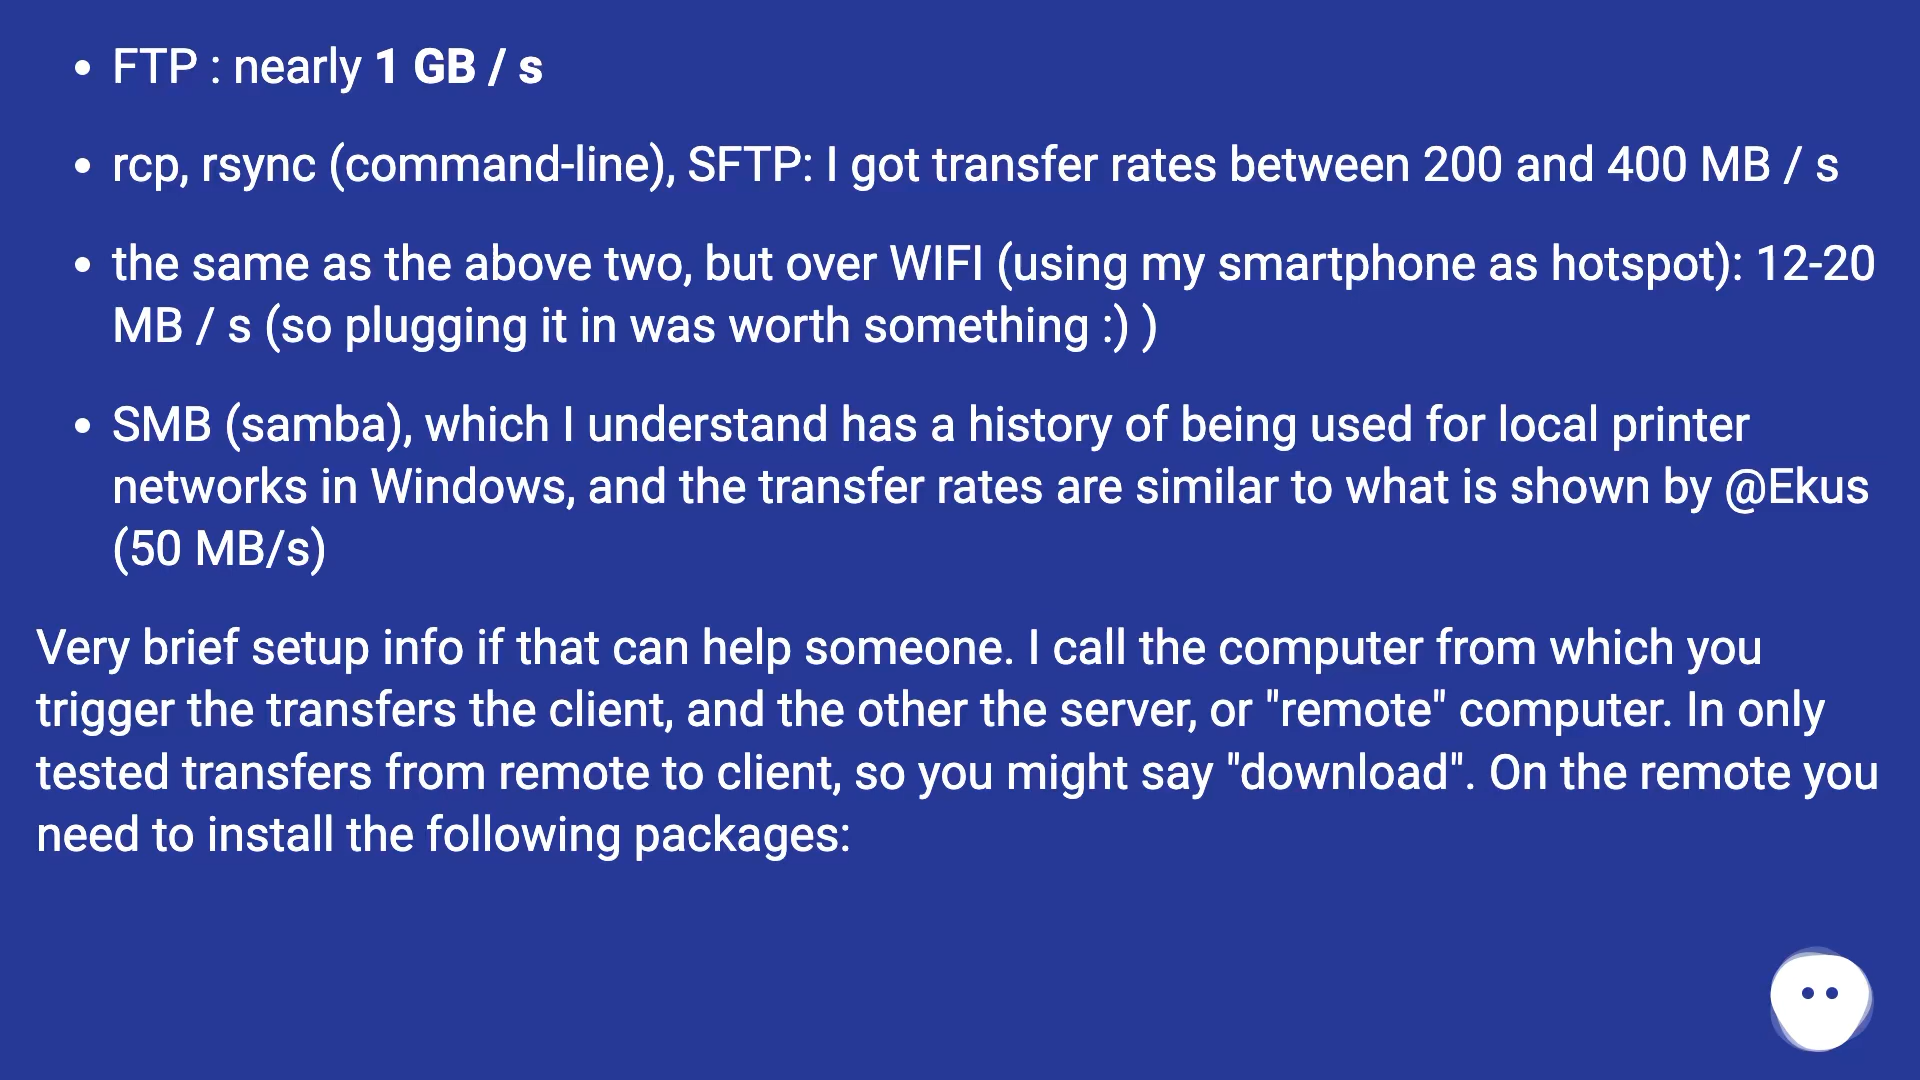 • FTP : nearly 1 GB / s
• rcp, rsync (command-line), SFTP: I got transfer rates between 200 and 400 MB / s
• the same as the above two, but over WIFI (using my smartphone as hotspot): 12-20
MB / s (so plugging it in was worth something :) )
• SMB (samba), which I understand has a history of being used for local printer
networks in Windows, and the transfer rates are similar to what is shown by @Ekus
(50 MB/s)
Very brief setup info if that can help someone. I call the computer from which you
trigger the transfers the client, and the other the server, or "remote" computer. In only
tested transfers from remote to client, so you might say "download". On the remote you
need to install the following packages: